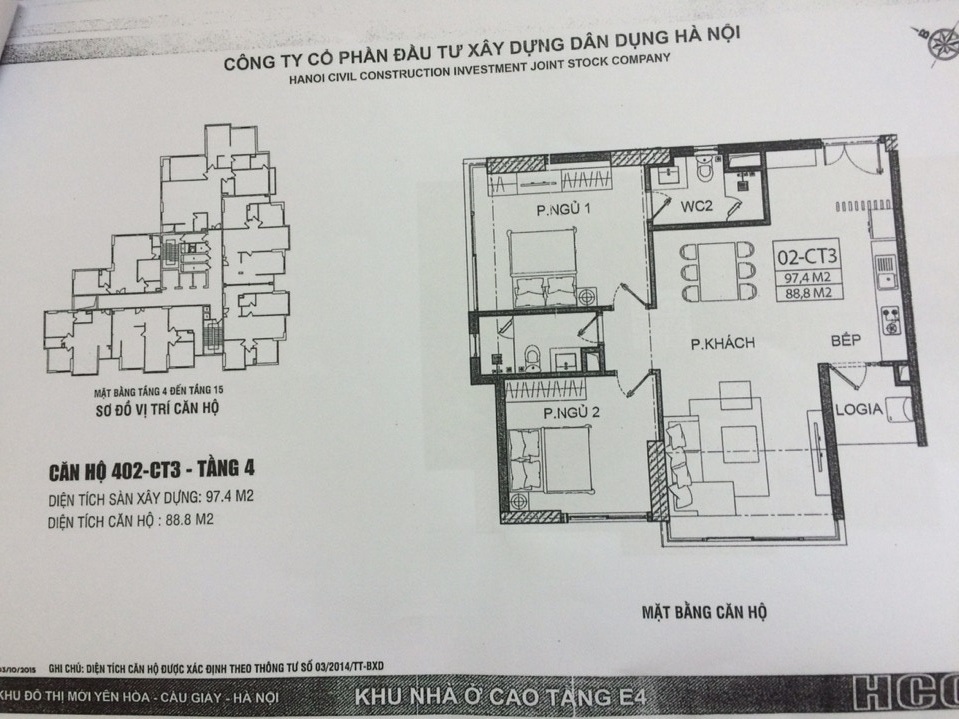 CÔNG TY CỔ PHẦN ĐẦU TƯ XÂY DỰNG DÂN DỤNG HÀ NỘI
HANOI CIVIL CONSTRUCTION INVESTMENT JOINT STOCK COMPANY
B
P.NGỦ 1
WC2
02-CT3
97,4 M2
88,8 M2
P.KHÁCH
BẾP
P.NGỦ 2
LOGIA
MẶT BẰNG TẦNG 4 ĐẾN TẦNG 15
SƠ ĐỒ VỊ TRÍ CĂN HỘ
CĂN HỘ 402-CT3 - TẦNG 4
DIỆN TÍCH SÀN XÂY DỰNG: 97.4 M2
DIỆN TÍCH CĂN HỘ : 88.8 M2
MẶT BẰNG CĂN HỘ
03/10/2015 GHI CHÚ: DIỆN TÍCH CĂN HỘ ĐƯỢC XÁC ĐỊNH THEO THÔNG TƯ SỐ 03/2014/TT-BXD
KHU ĐÔ THỊ MỚI YÊN HÒA - CẦU GIẤY - HÀ NỘI
KHU NHÀ Ở CAO TẦNG E4
HCC